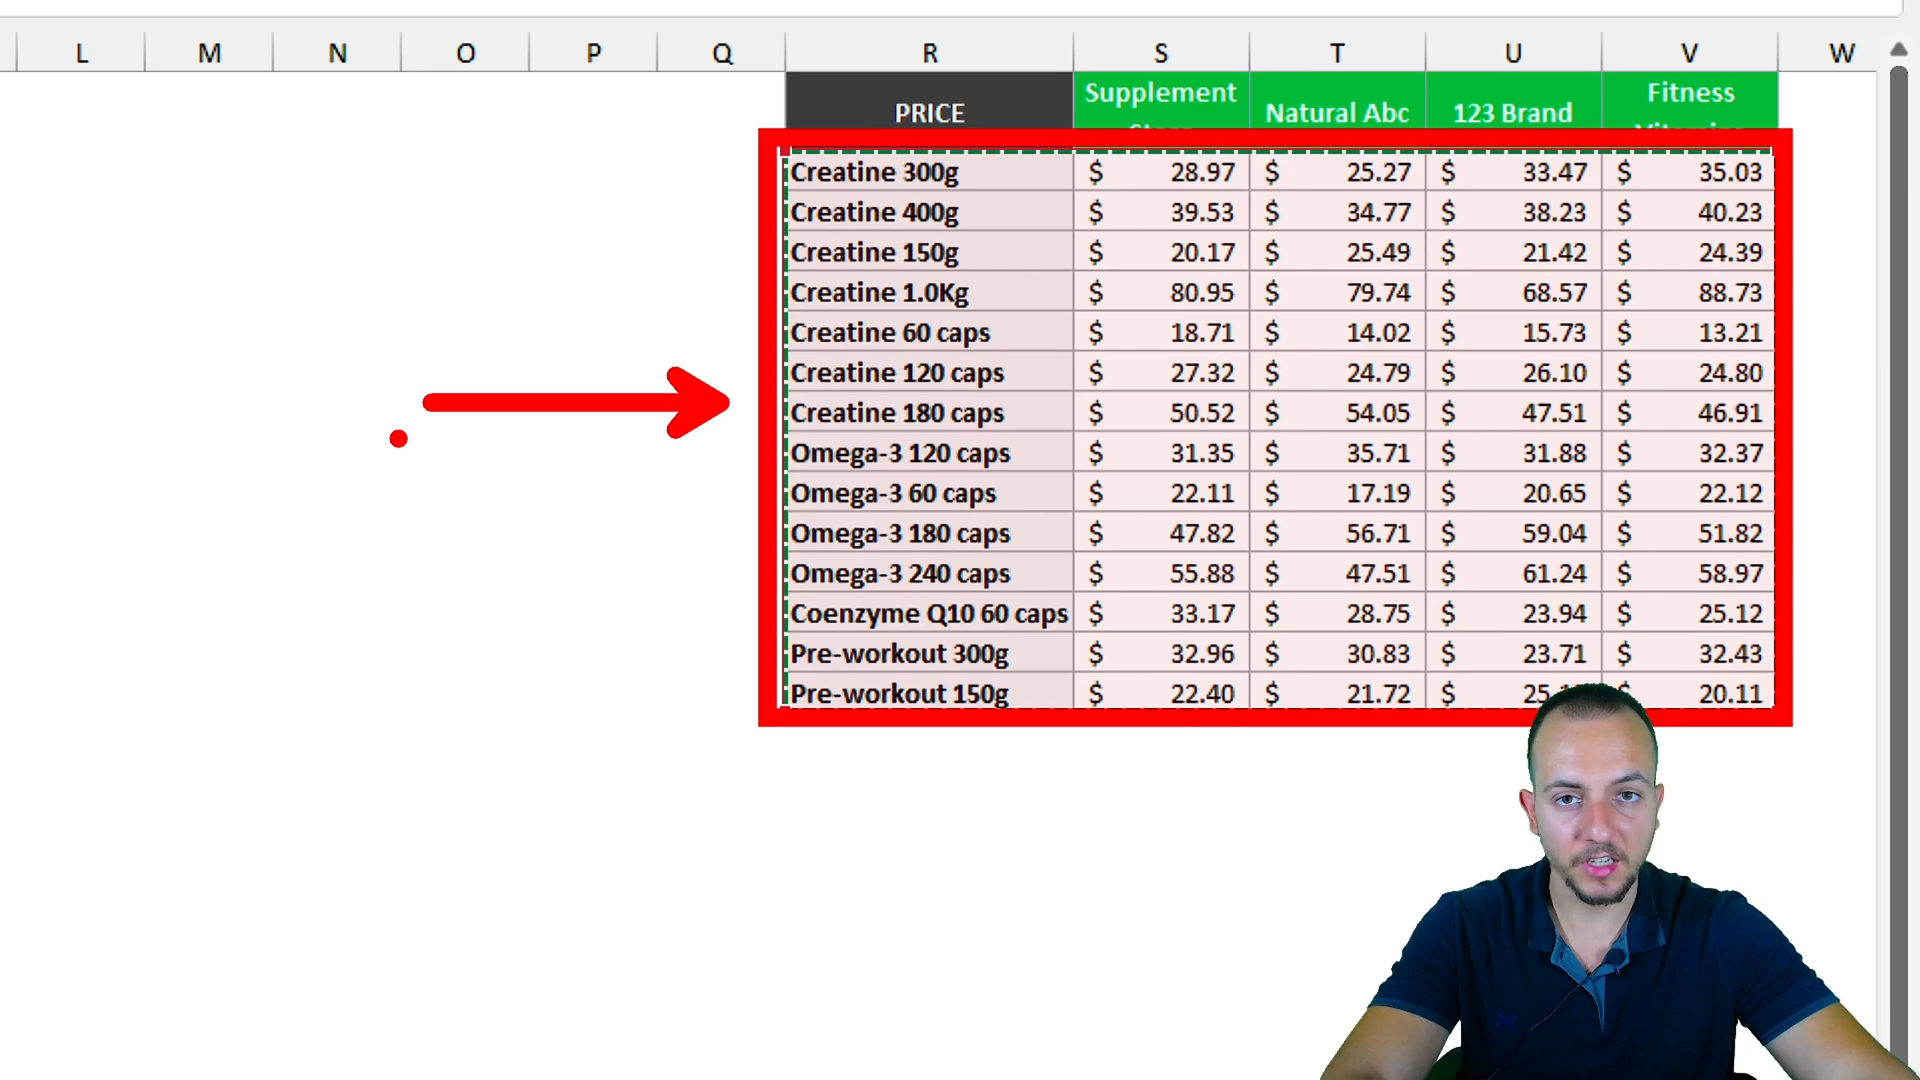 L M N O P Q R S T U V W
PRICE Supplement Natural Abc 123 Brand Fitness
Creatine 300g $ 28.97 $ 25.27 $ 33.47 $ 35.03
Creatine 400g $ 39.53 $ 34.77 $ 38.23 $ 40.23
Creatine 150g $ 20.17 $ 25.49 $ 21.42 $ 24.39
Creatine 1.0Kg $ 80.95 $ 79.74 $ 68.57 $ 88.73
Creatine 60 caps $ 18.71 $ 14.02 $ 15.73 $ 13.21
Creatine 120 caps $ 27.32 $ 24.79 $ 26.10 $ 24.80
Creatine 180 caps $ 50.52 $ 54.05 $ 47.51 $ 46.91
Omega-3 120 caps $ 31.35 $ 35.71 $ 31.88 $ 32.37
Omega-3 60 caps $ 22.11 $ 17.19 $ 20.65 $ 22.12
Omega-3 180 caps $ 47.82 $ 56.71 $ 59.04 $ 51.82
Omega-3 240 caps $ 55.88 $ 47.51 $ 61.24 $ 58.97
Coenzyme Q10 60 caps $ 33.17 $ 28.75 $ 23.94 $ 25.12
Pre-workout 300g $ 32.96 $ 30.83 $ 23.71 $ 32.43
Pre-workout 150g $ 22.40 $ 21.72 $ $ 20.11